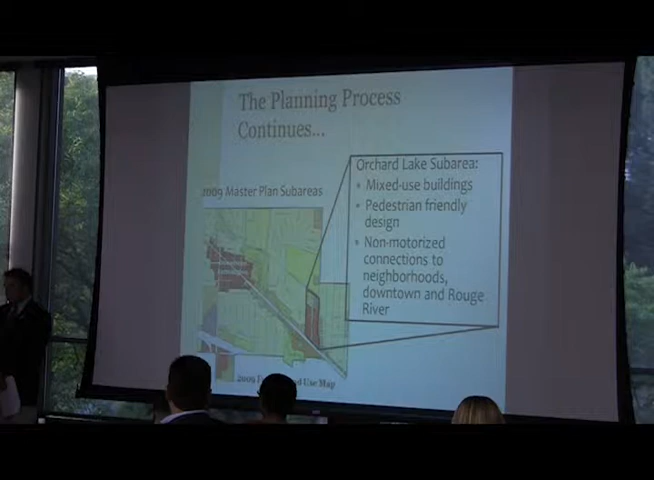 The Planning Process
Continues...
2009 Master Plan Subareas
Orchard Lake Subarea:
• Mixed-use buildings
• Pedestrian friendly
design
• Non-motorized
connections to
neighborhoods,
downtown and Rouge
River
2009 Use Map